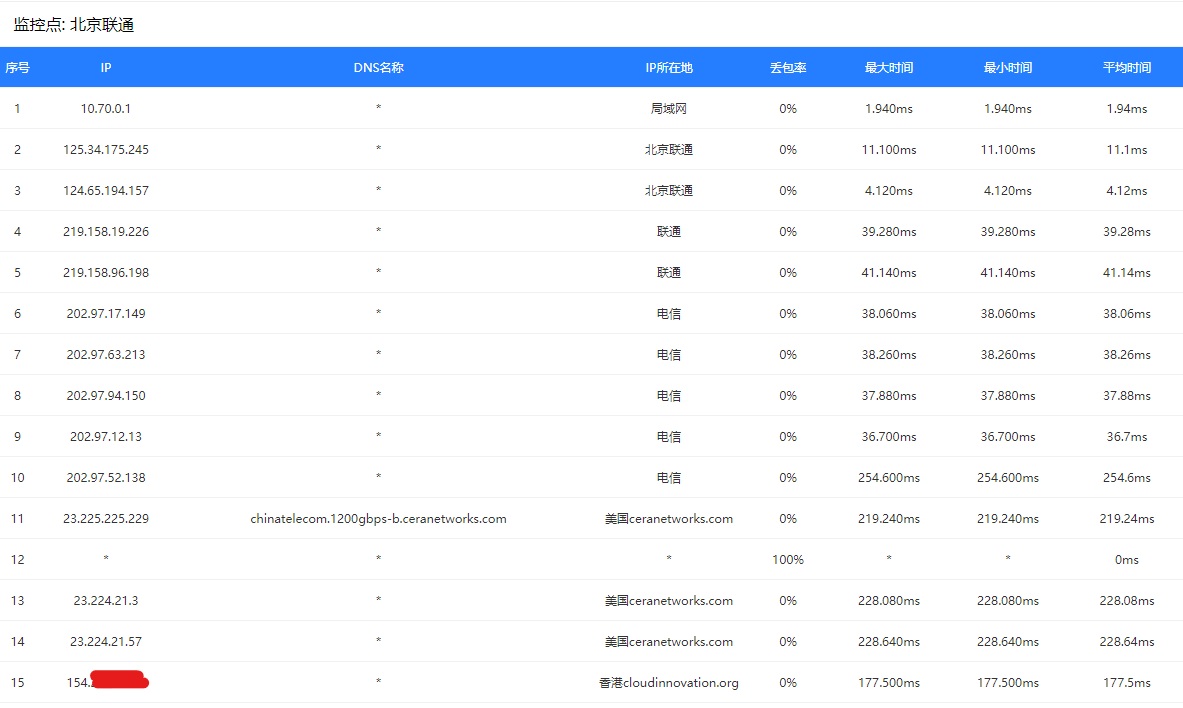 监控点: 北京联通
序号 IP DNS名称 IP所在地 丢包率 最大时间 最小时间 平均时间
1 10.70.0.1 * 局域网 0% 1.940ms 1.940ms 1.94ms
2 125.34.175.245 * 北京联通 0% 11.100ms 11.100ms 11.1ms
3 124.65.194.157 * 北京联通 0% 4.120ms 4.120ms 4.12ms
4 219.158.19.226 * 联通 0% 39.280ms 39.280ms 39.28ms
5 219.158.96.198 * 联通 0% 41.140ms 41.140ms 41.14ms
6 202.97.17.149 * 电信 0% 38.060ms 38.060ms 38.06ms
7 202.97.63.213 * 电信 0% 38.260ms 38.260ms 38.26ms
8 202.97.94.150 * 电信 0% 37.880ms 37.880ms 37.88ms
9 202.97.12.13 * 电信 0% 36.700ms 36.700ms 36.7ms
10 202.97.52.138 * 电信 0% 254.600ms 254.600ms 254.6ms
11 23.225.225.229 chinatelecom.1200gbps-b.ceranetworks.com 美国ceranetworks.com 0% 219.240ms 219.240ms 219.24ms
12 * * * 100% * * 0ms
13 23.224.21.3 * 美国ceranetworks.com 0% 228.080ms 228.080ms 228.08ms
14 23.224.21.57 * 美国ceranetworks.com 0% 228.640ms 228.640ms 228.64ms
15 154. * 香港cloudinnovation.org 0% 177.500ms 177.500ms 177.5ms